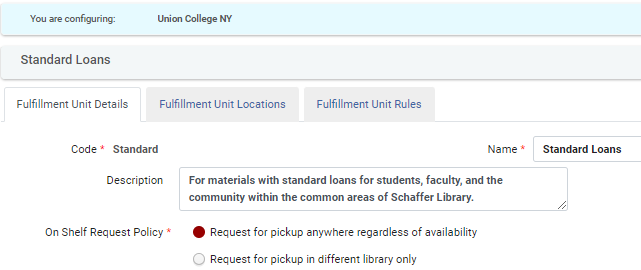 You are configuring: Union College NY
Standard Loans
Fulfillment Unit Details Fulfillment Unit Locations Fulfillment Unit Rules
Code * Standard Name * Standard Loans
Description For materials with standard loans for students, faculty, and the
community within the common areas of Schaffer Library.
On Shelf Request Policy * Request for pickup anywhere regardless of availability
Request for pickup in different library only